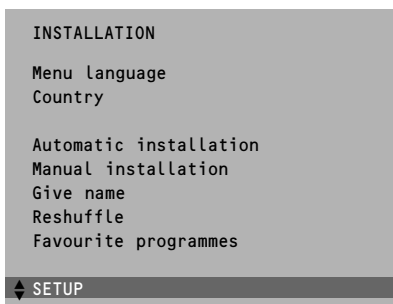 INSTALLATION
Menu language
Country
Automatic installation
Manual installation
Give name
Reshuffle
Favourite programmes
SETUP